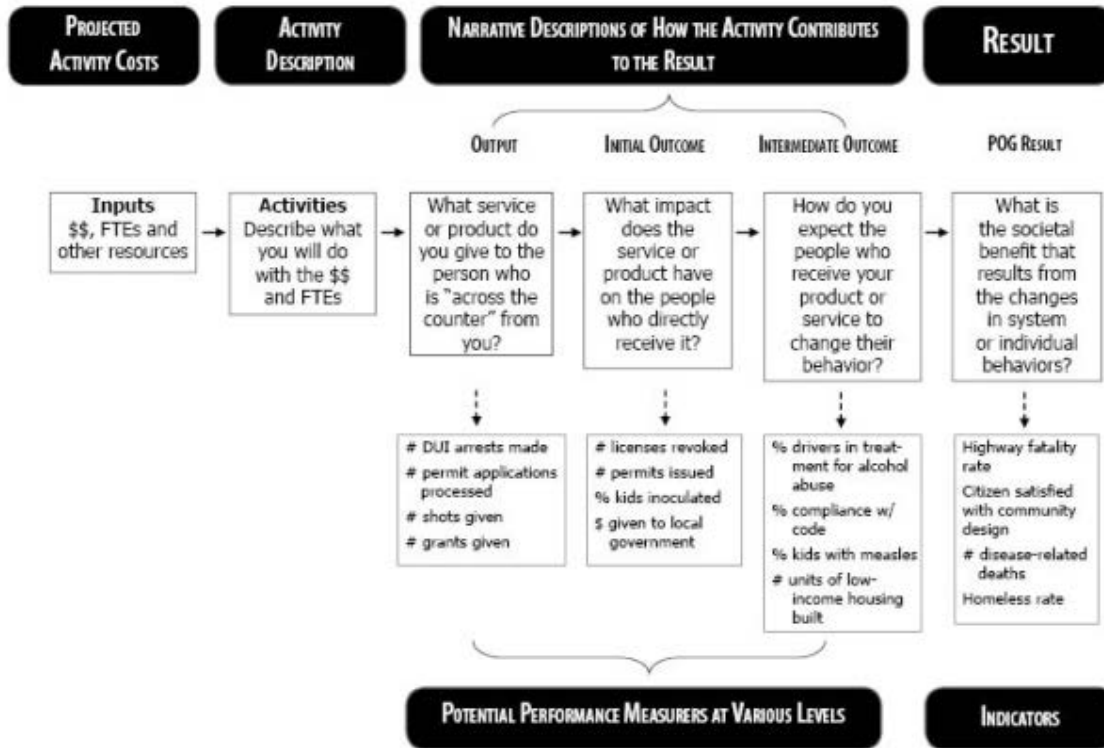 PROJECTED
ACTIVITY COSTS
ACTIVITY
DESCRIPTION
NARRATIVE DESCRIPTIONS OF HOW THE ACTIVITY CONTRIBUTES
TO THE RESULT
RESULT
OUTPUT
INITIAL OUTCOME
INTERMEDIATE OUTCOME
POG RESULT
Inputs
$$, FTEs and
other resources
Activities
Describe what
you will do
with the $$
and FTEs
What service
or product do
you give to the
person who
is "across the
counter" from
you?
What impact
does the
service or
product have
on the people
who directly
receive it?
How do you
expect the
people who
receive your
product or
service to
change their
behavior?
What is
the societal
benefit that
results from
the changes
in system
or individual
behaviors?
# DUI arrests made
# permit applications
processed
# shots given
# grants given
# licenses revoked
# permits issued
% kids inoculated
$ given to local
government
% drivers in treat-
ment for alcohol
abuse
% compliance w/
code
% kids with measles
# units of low-
income housing
built
Highway fatality
rate
Citizen satisfied
with community
design
# disease-related
deaths
Homeless rate
POTENTIAL PERFORMANCE MEASURERS AT VARIOUS LEVELS
INDICATORS